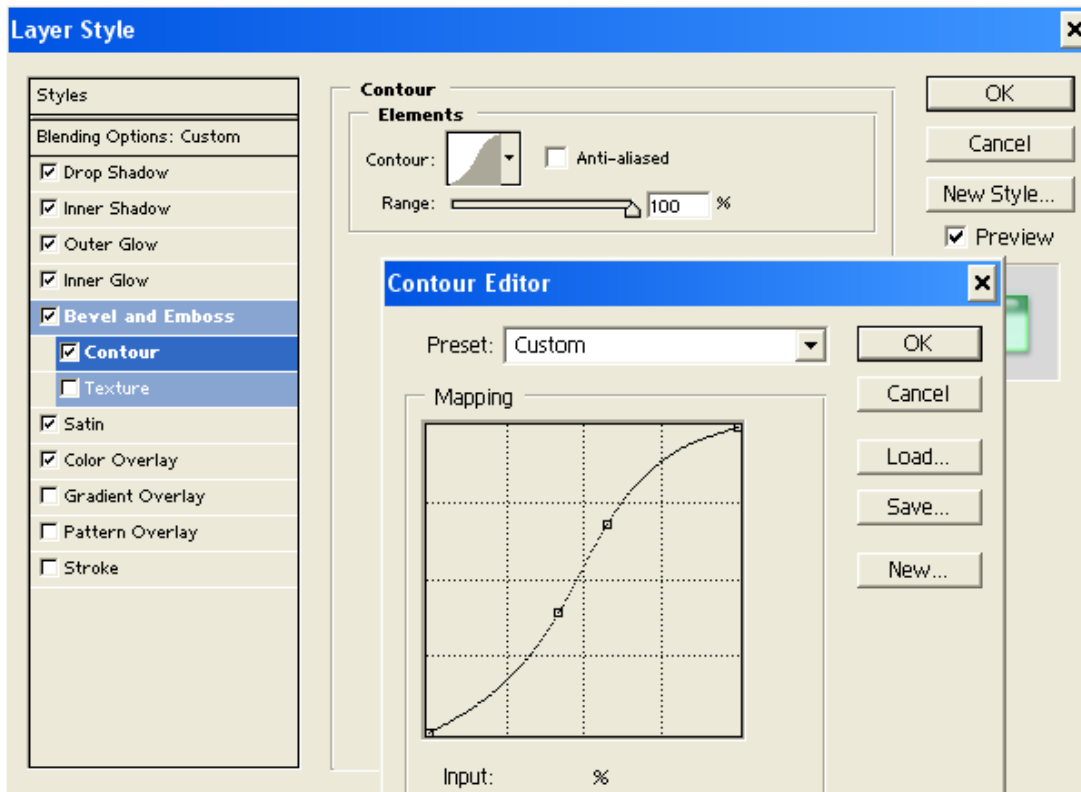 Layer Style
Styles
Blending Options: Custom
Drop Shadow
Inner Shadow
Outer Glow
Inner Glow
Bevel and Emboss
Contour
Texture
Satin
Color Overlay
Gradient Overlay
Pattern Overlay
Stroke
Contour
Elements
Contour:
Anti-aliased
Range: 100 %
OK
Cancel
New Style...
Preview
Contour Editor
Preset: Custom
Mapping
Input: %
OK
Cancel
Load...
Save...
New...